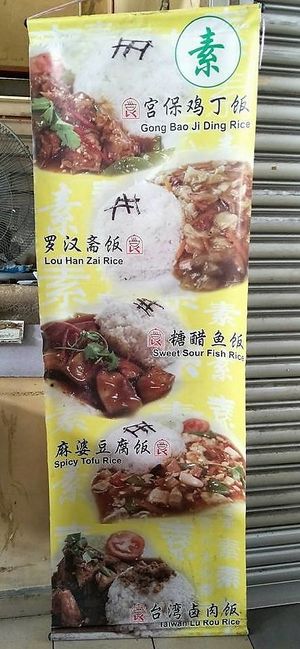 素
宫保鸡丁饭
Gong Bao Ji Ding Rice
罗汉斋饭
Lou Han Zai Rice
糖醋鱼饭
Sweet Sour Fish Rice
麻婆豆腐饭
Spicy Tofu Rice
台湾卤肉饭
Taiwan Lu Rou Rice